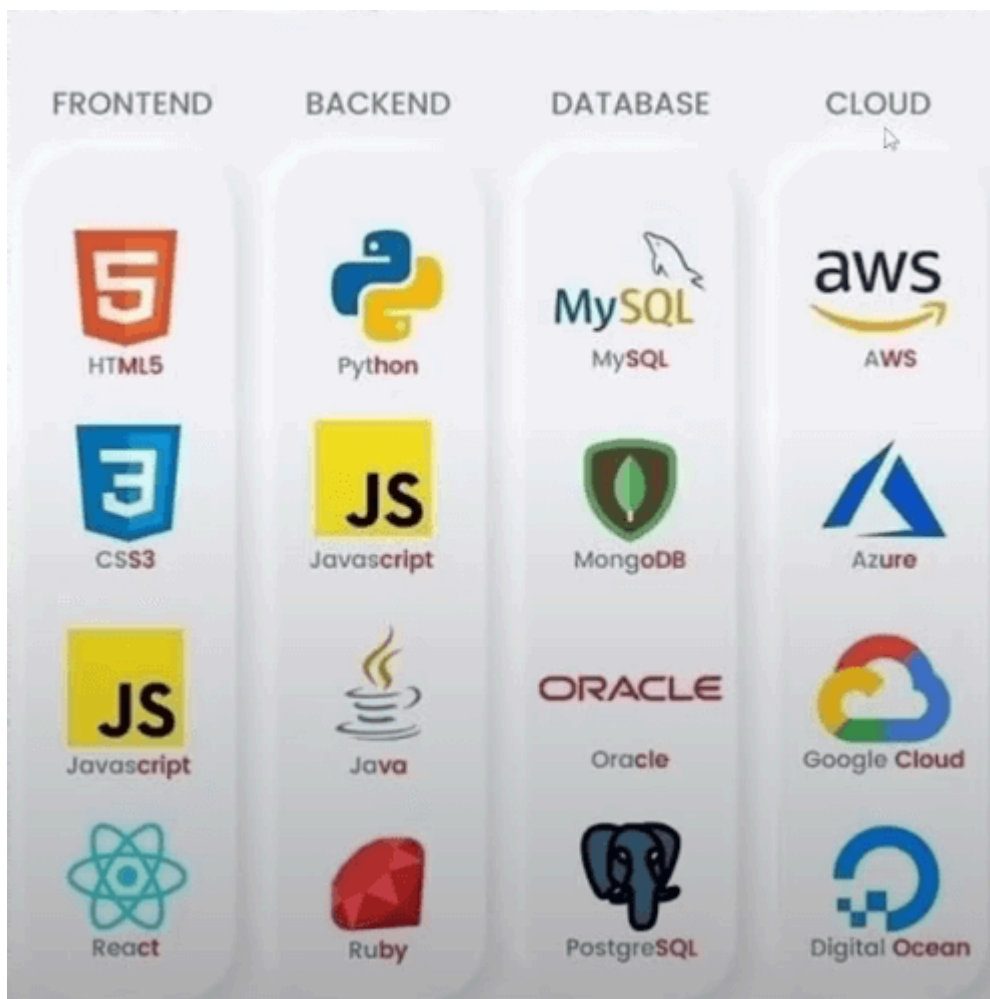 FRONTEND BACKEND DATABASE CLOUD
5
HTML5
Python
MySQL
MySQL
aws
AWS
3
CSS3
JS
Javascript
MongoDB
Azure
JS
Javascript
Java
ORACLE
Oracle
Google Cloud
React
Ruby
PostgreSQL
Digital Ocean